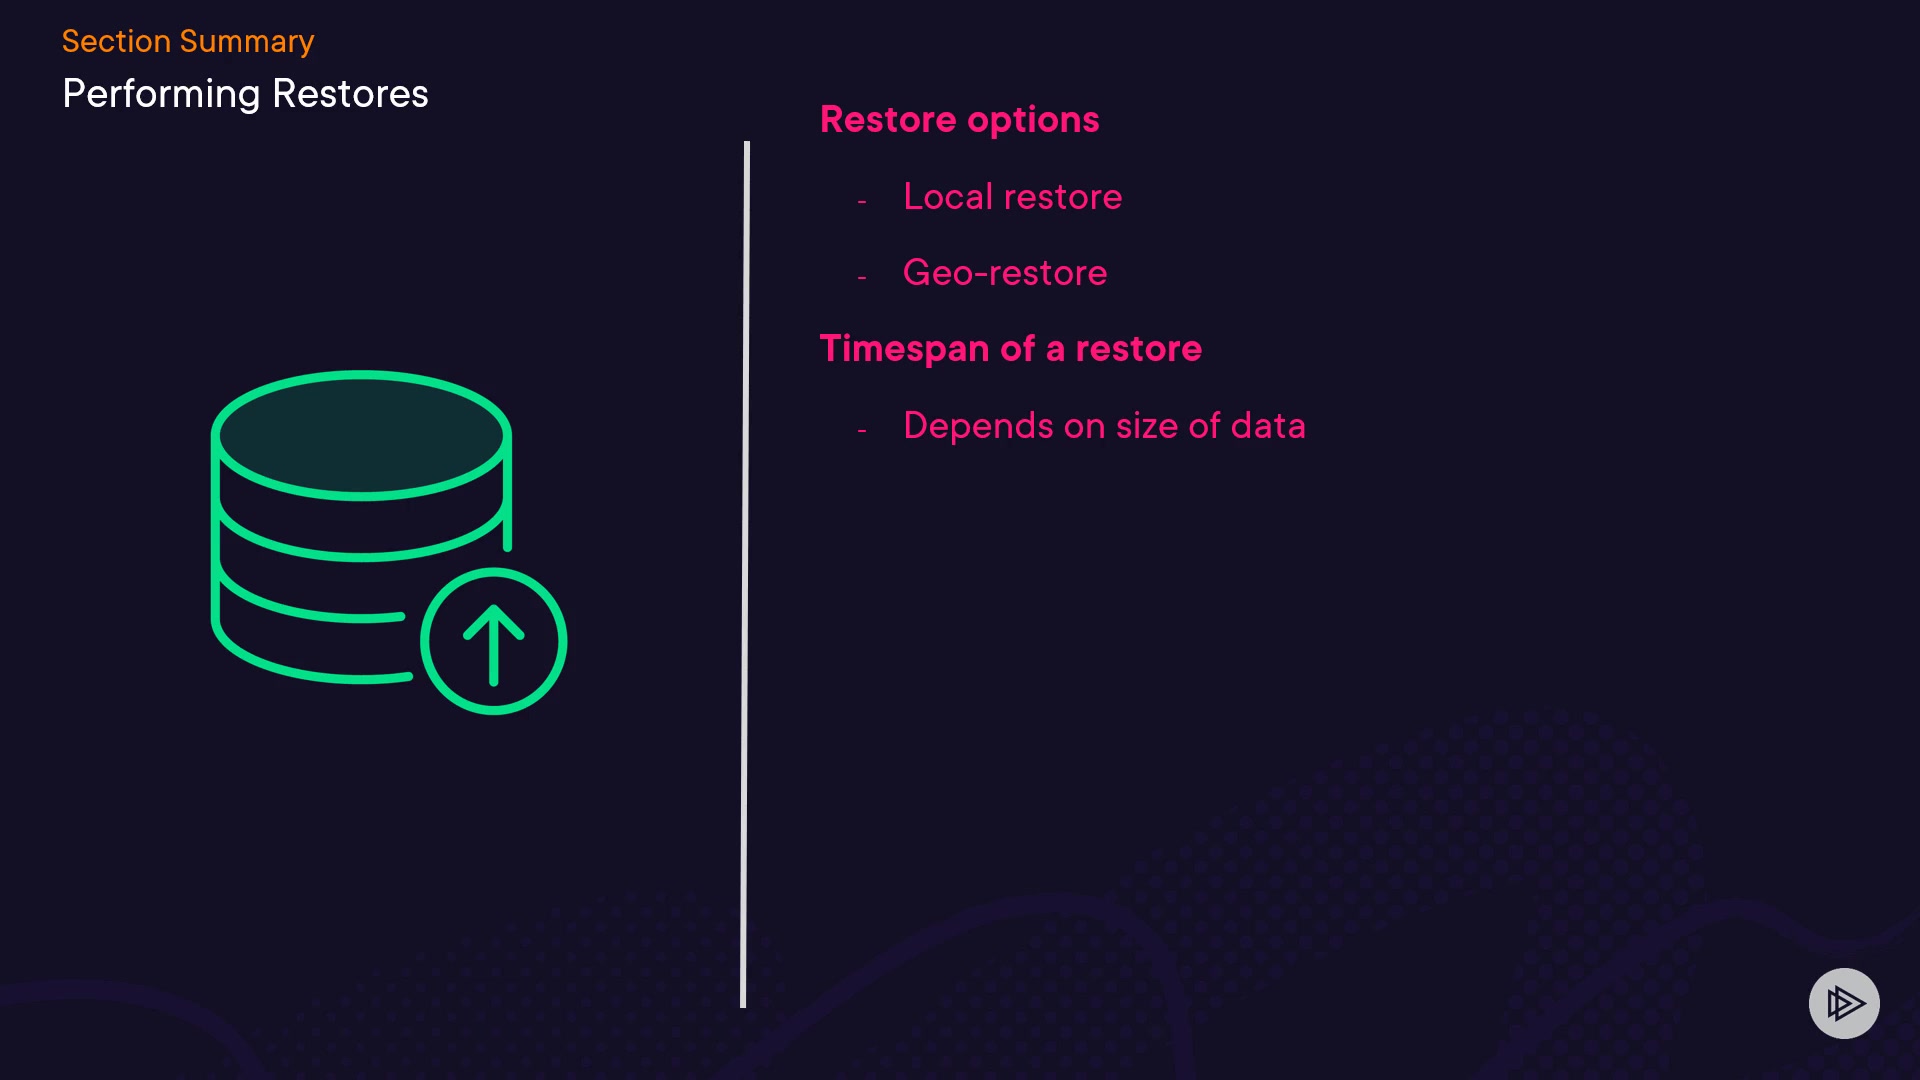 Section Summary
Performing Restores
Restore options
- Local restore
- Geo-restore
Timespan of a restore
- Depends on size of data